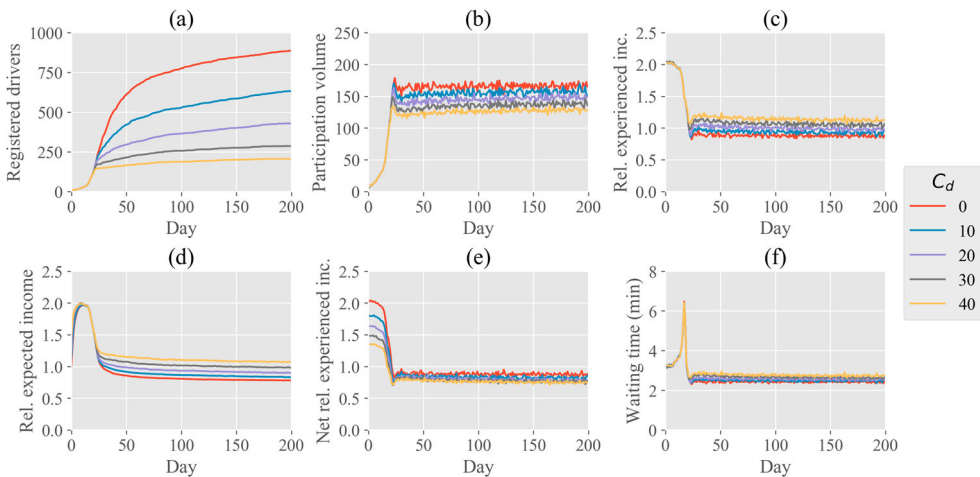 (a)
Registered drivers
1000
750
500
250
0
0 50 100 150 200
Day
(b)
Participation volume
250
200
150
100
50
0
0 50 100 150 200
Day
(c)
Rel. experienced inc.
2.5
2.0
1.5
1.0
0.5
0.0
0 50 100 150 200
Day
(d)
Rel. expected income
2.5
2.0
1.5
1.0
0.5
0.0
0 50 100 150 200
Day
(e)
Net rel. experienced inc.
2.5
2.0
1.5
1.0
0.5
0.0
0 50 100 150 200
Day
(f)
Waiting time (min)
8
6
4
2
0
0 50 100 150 200
Day
C_d
0
10
20
30
40